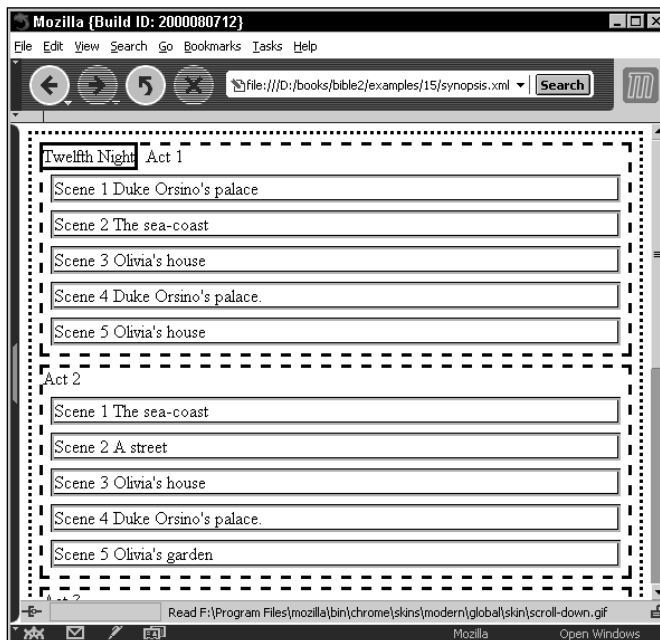 Mozilla {Build ID: 2000080712}
File Edit View Search Go Bookmarks Tasks Help
file:///D:/books/bible2/examples/15/synopsis.xml Search
Twelfth Night Act 1
Scene 1 Duke Orsino's palace
Scene 2 The sea-coast
Scene 3 Olivia's house
Scene 4 Duke Orsino's palace.
Scene 5 Olivia's house
Act 2
Scene 1 The sea-coast
Scene 2 A street
Scene 3 Olivia's house
Scene 4 Duke Orsino's palace.
Scene 5 Olivia's garden
Act 3
Read F:\Program Files\mozilla\bin\chrome\skins\modern\global\skin\scroll-down.gif
Mozilla Open Windows